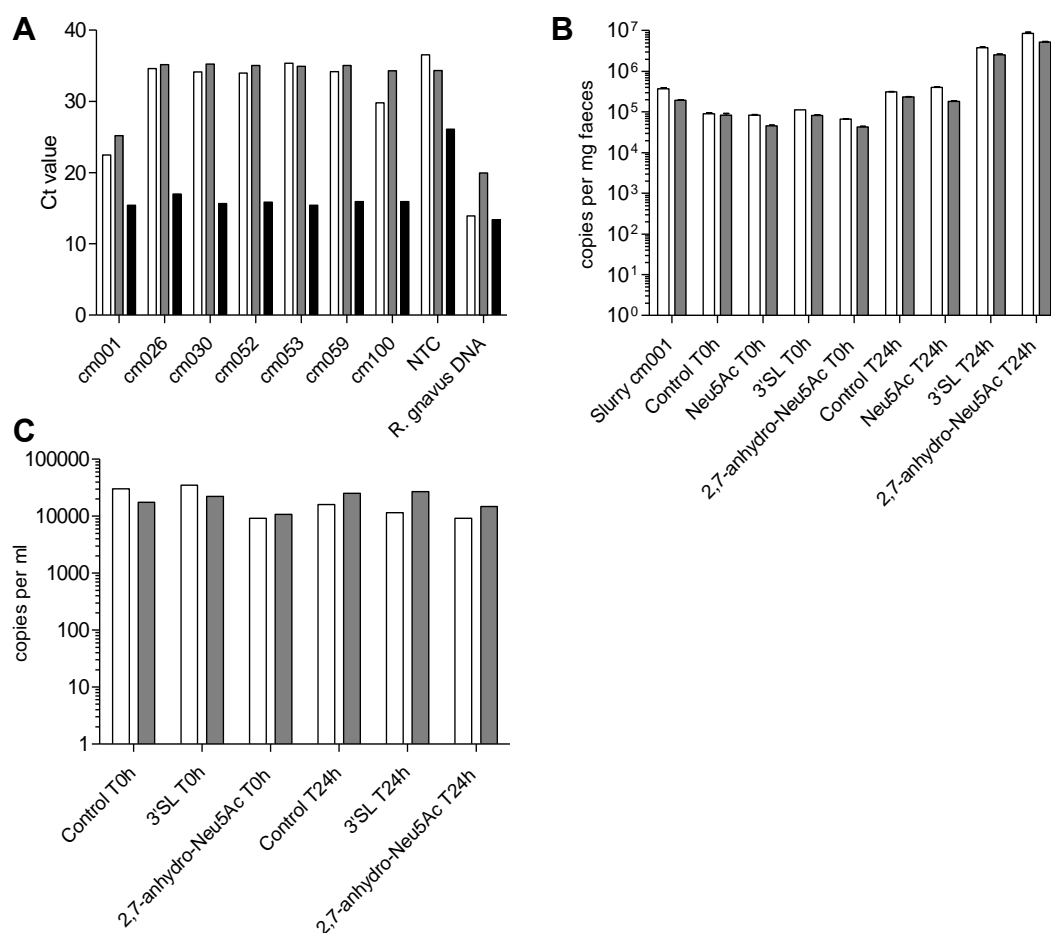 A
40
30
20
10
0
Ct value
cm001
cm026
cm030
cm052
cm053
cm059
cm100
NTC
R. gnavus DNA
B
10⁷
10⁶
10⁵
10⁴
10³
10²
10¹
10⁰
copies per mg faeces
Slurry cm001
Control T0h
Neu5Ac T0h
3'SL T0h
2,7-anhydro-Neu5Ac T0h
Control T24h
Neu5Ac T24h
3'SL T24h
2,7-anhydro-Neu5Ac T24h
C
100000
10000
1000
100
10
1
copies per ml
Control T0h
3'SL T0h
2,7-anhydro-Neu5Ac T0h
Control T24h
3'SL T24h
2,7-anhydro-Neu5Ac T24h